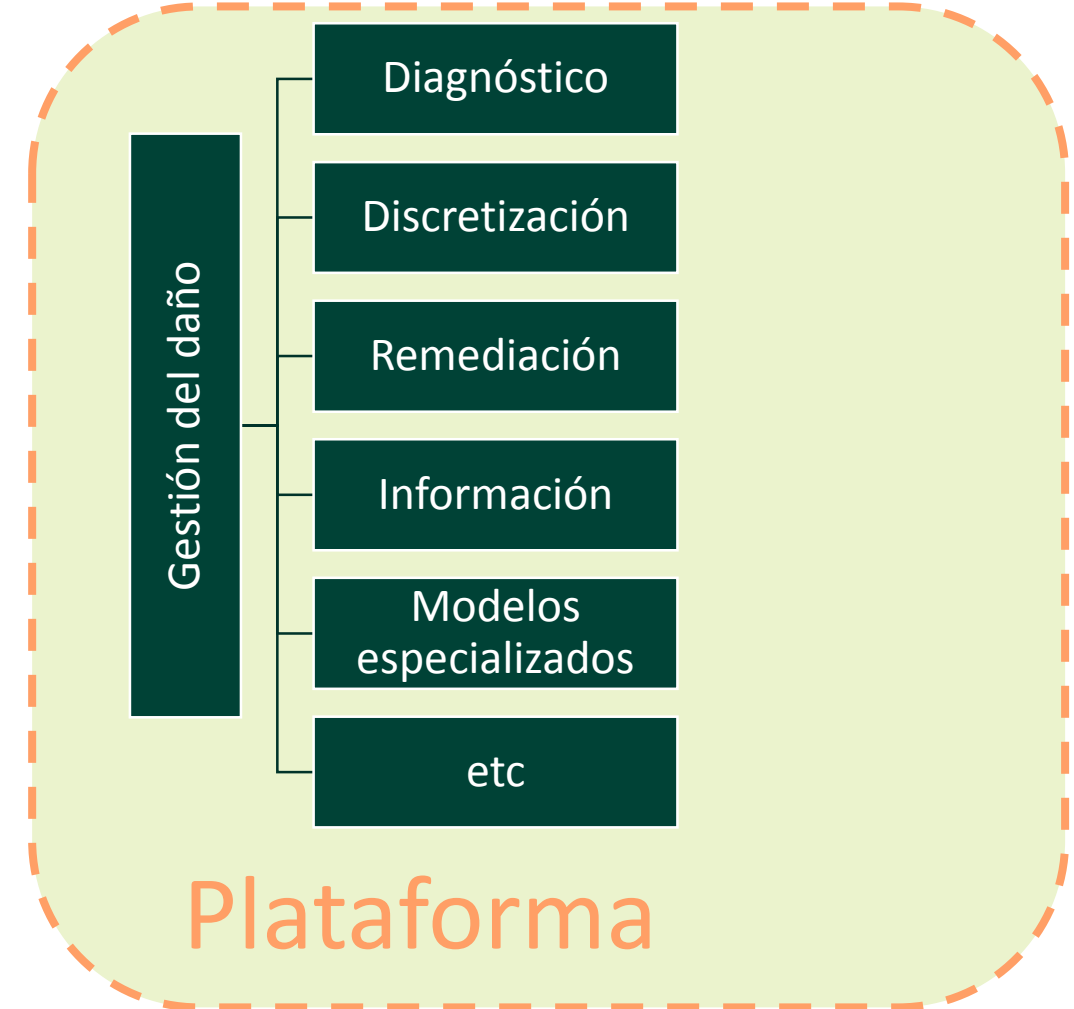 Gestión del daño
Diagnóstico
Discretización
Remediación
Información
Modelos
especializados
etc
Plataforma